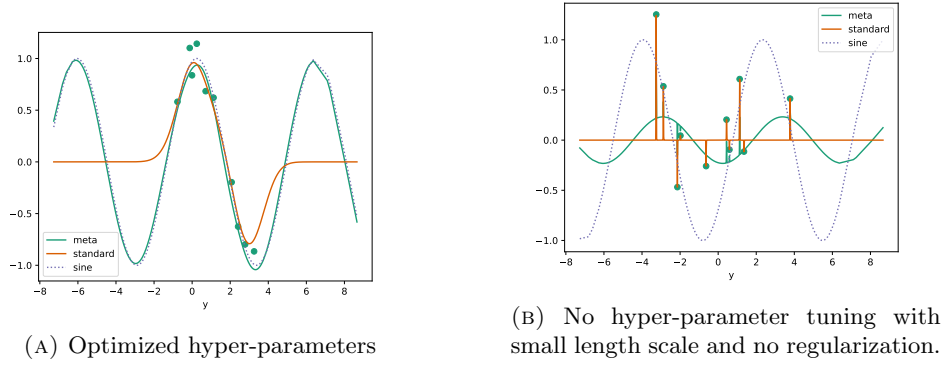 1.0
0.5
0.0
−0.5
−1.0
meta
standard
sine
−8 −6 −4 −2 0 2 4 6 8
y
(A) Optimized hyper-parameters
meta
standard
sine
1.0
0.5
0.0
−0.5
−1.0
−8 −6 −4 −2 0 2 4 6 8
y
(B) No hyper-parameter tuning with
small length scale and no regularization.